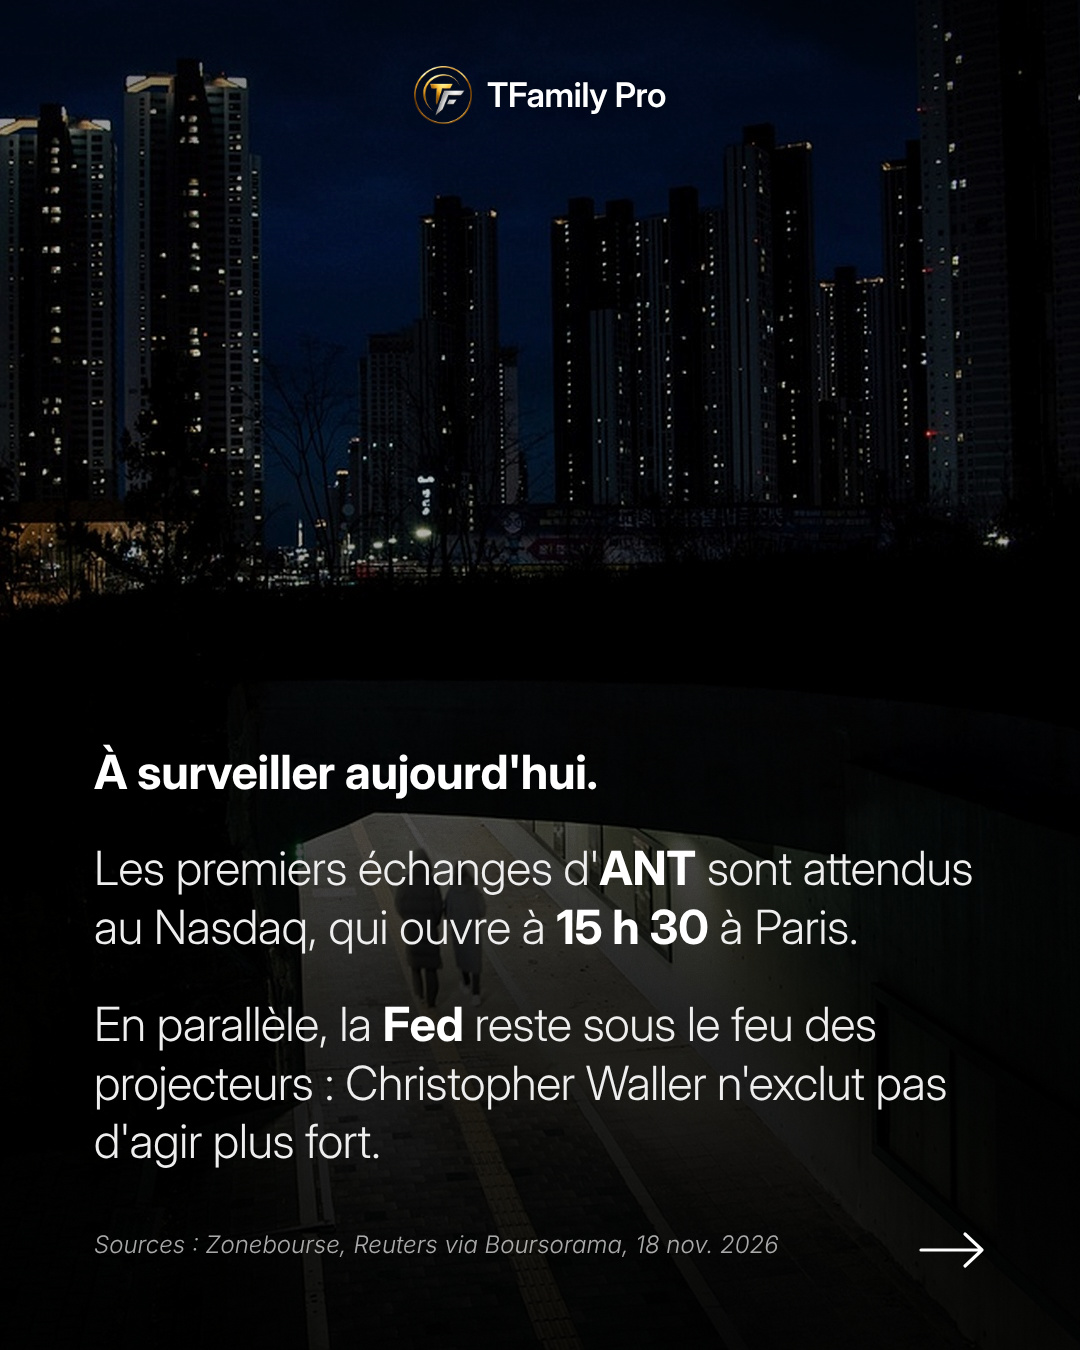 TFamily Pro
À surveiller aujourd'hui.
Les premiers échanges d'ANT sont attendus
au Nasdaq, qui ouvre à 15 h 30 à Paris.
En parallèle, la Fed reste sous le feu des
projecteurs : Christopher Waller n'exclut pas
d'agir plus fort.
Sources : Zonebourse, Reuters via Boursorama, 18 nov. 2026